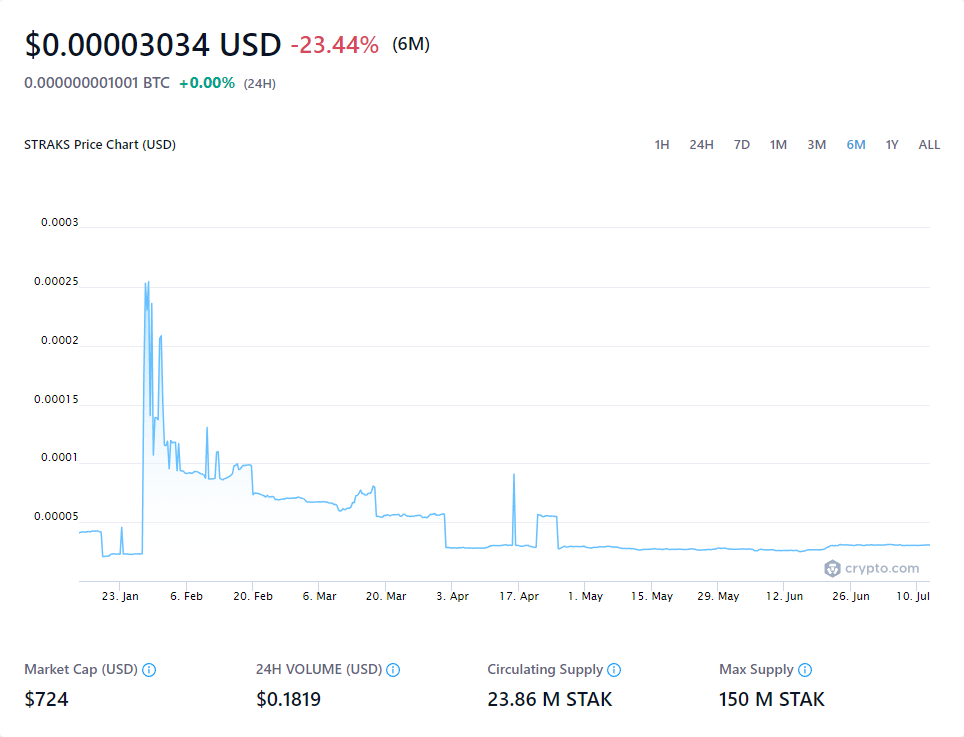 $0.00003034 USD -23.44% (6M)
0.000000001001 BTC +0.00% (24H)
STRAKS Price Chart (USD) 1H 24H 7D 1M 3M 6M 1Y ALL
0.0003
0.00025
0.0002
0.00015
0.0001
0.00005
crypto.com
23. Jan 6. Feb 20. Feb 6. Mar 20. Mar 3. Apr 17. Apr 1. May 15. May 29. May 12. Jun 26. Jun 10. Jul
Market Cap (USD) 24H VOLUME (USD) Circulating Supply Max Supply
$724 $0.1819 23.86 M STAK 150 M STAK